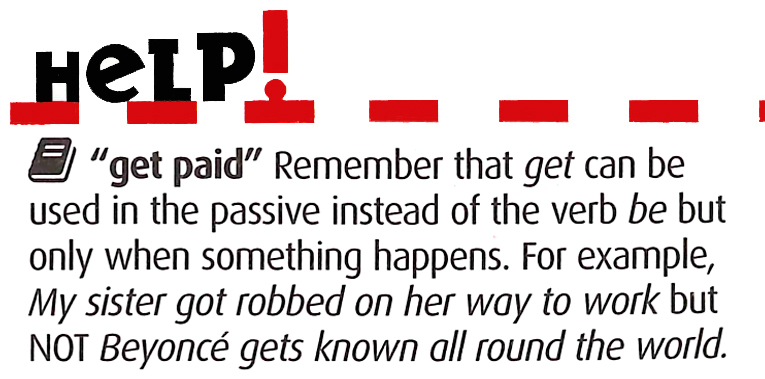 HeLP!
"get paid" Remember that get can be
used in the passive instead of the verb be but
only when something happens. For example,
My sister got robbed on her way to work but
NOT Beyoncé gets known all round the world.